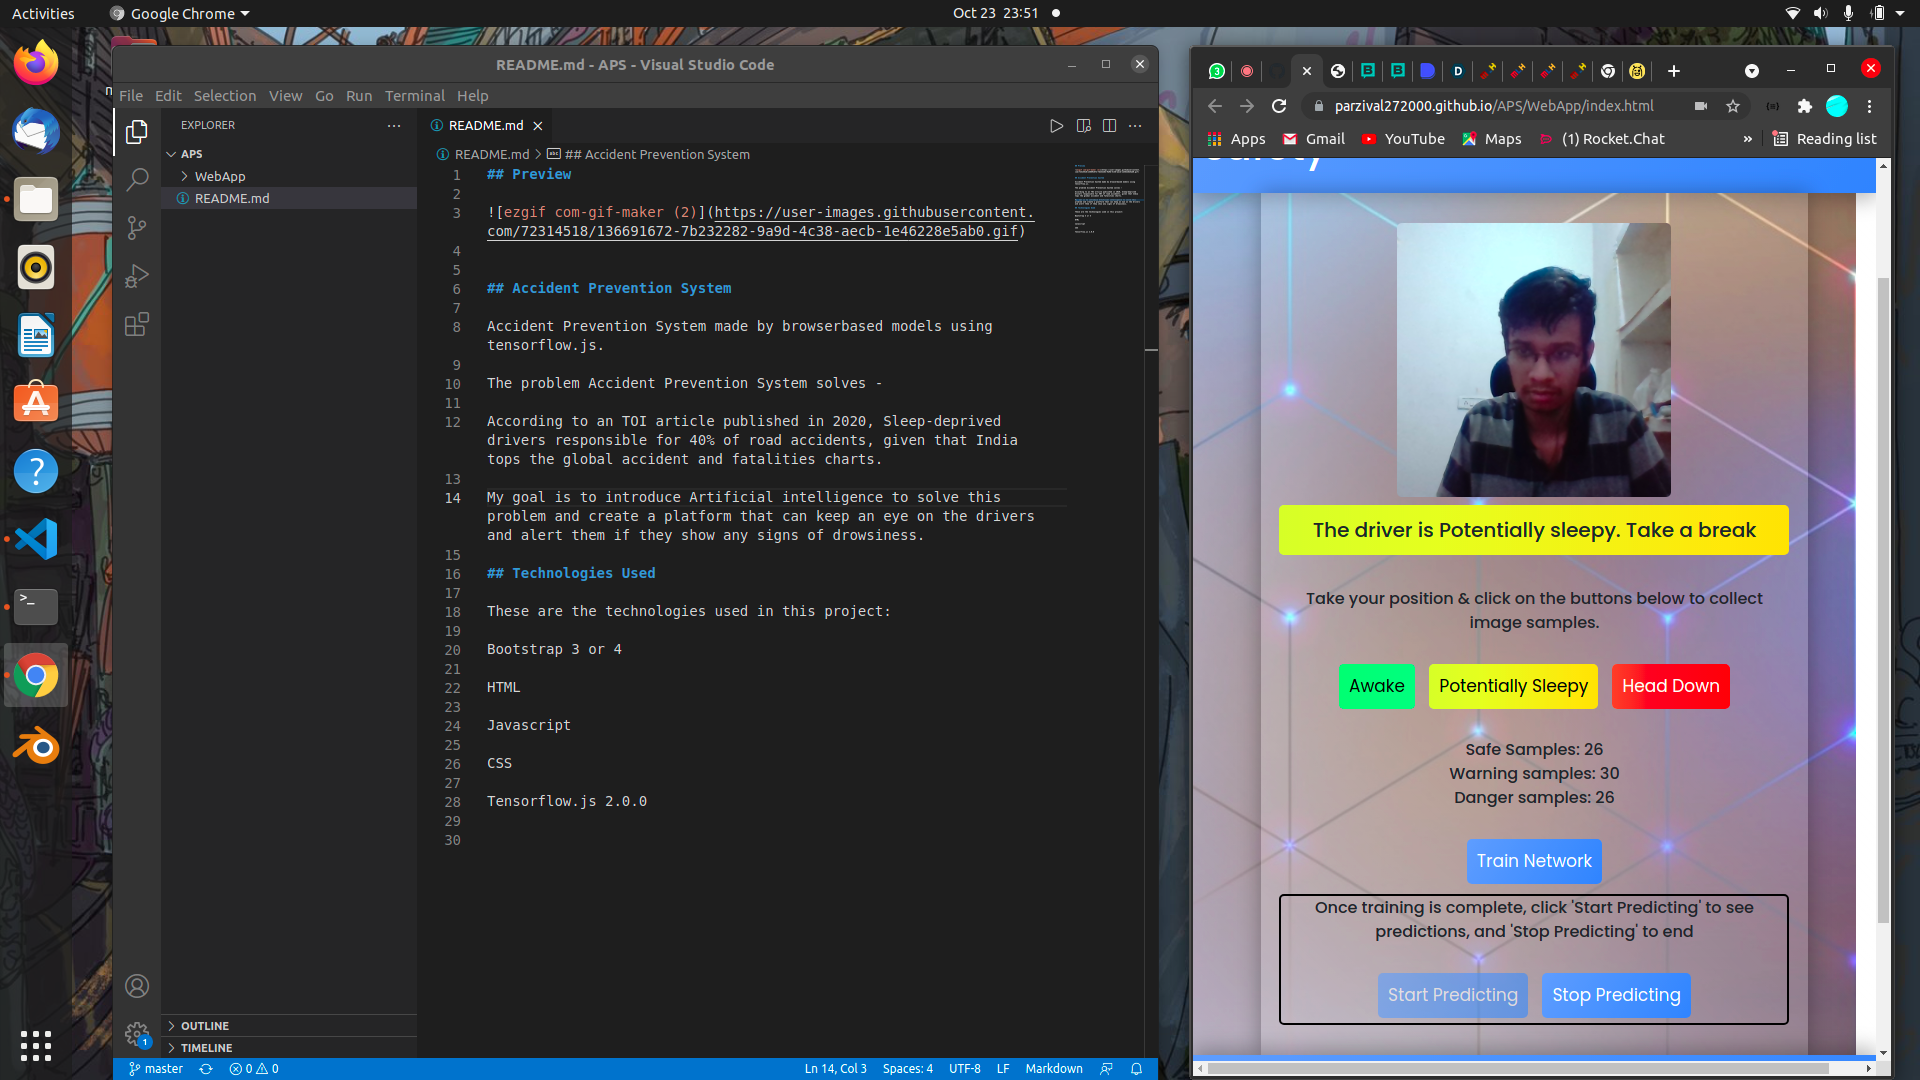 Activities
Google Chrome
Oct 23 23:51
README.md - APS - Visual Studio Code
File Edit Selection View Go Run Terminal Help
EXPLORER
APS
WebApp
README.md
OUTLINE
TIMELINE
README.md
README.md > ## Accident Prevention System
1 ## Preview
2
3 ![ezgif com-gif-maker (2)](https://user-images.githubusercontent.
com/72314518/136691672-7b232282-9a9d-4c38-aecb-1e46228e5ab0.gif)
4
5
6 ## Accident Prevention System
7
8 Accident Prevention System made by browserbased models using
tensorflow.js.
9
10 The problem Accident Prevention System solves -
11
12 According to an TOI article published in 2020, Sleep-deprived
drivers responsible for 40% of road accidents, given that India
tops the global accident and fatalities charts.
13
14 My goal is to introduce Artificial intelligence to solve this
problem and create a platform that can keep an eye on the drivers
and alert them if they show any signs of drowsiness.
15
16 ## Technologies Used
17
18 These are the technologies used in this project:
19
20 Bootstrap 3 or 4
21
22 HTML
23
24 Javascript
25
26 CSS
27
28 Tensorflow.js 2.0.0
29
30
1
master
0 0
Ln 14, Col 3 Spaces: 4 UTF-8 LF Markdown
parzival272000.github.io/APS/WebApp/index.html
Apps Gmail YouTube Maps (1) Rocket.Chat » Reading list
The driver is Potentially sleepy. Take a break
Take your position & click on the buttons below to collect
image samples.
Awake Potentially Sleepy Head Down
Safe Samples: 26
Warning samples: 30
Danger samples: 26
Train Network
Once training is complete, click 'Start Predicting' to see
predictions, and 'Stop Predicting' to end
Start Predicting Stop Predicting